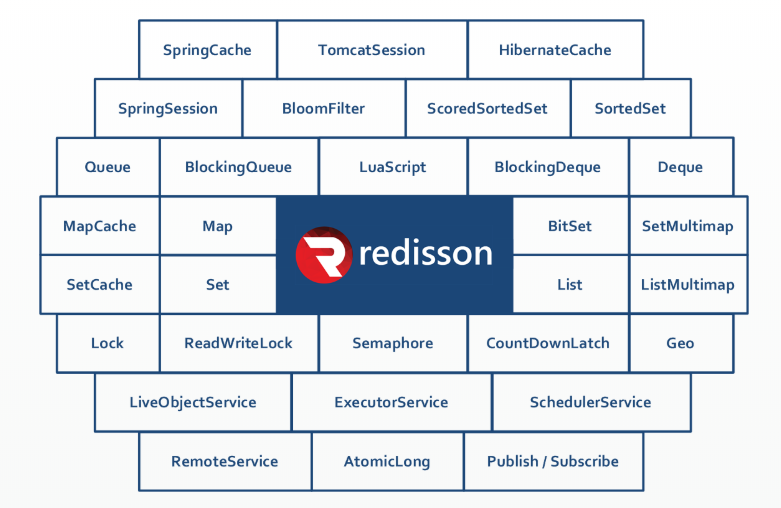 SpringCache TomcatSession HibernateCache
SpringSession BloomFilter ScoredSortedSet SortedSet
Queue BlockingQueue LuaScript BlockingDeque Deque
MapCache Map BitSet SetMultimap
redisson
SetCache Set List ListMultimap
Lock ReadWriteLock Semaphore CountDownLatch Geo
LiveObjectService ExecutorService SchedulerService
RemoteService AtomicLong Publish / Subscribe